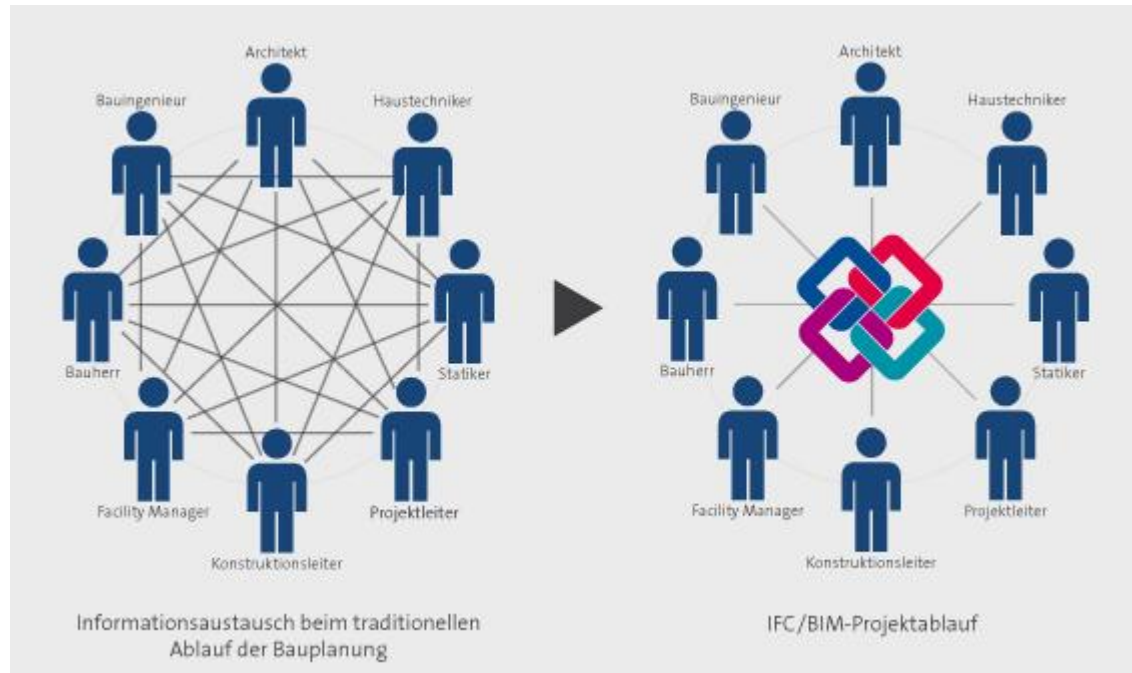 Architekt
Bauingenieur
Haustechniker
Bauherr
Statiker
Facility Manager
Projektleiter
Konstruktionsleiter
Informationsaustausch beim traditionellen
Ablauf der Bauplanung
Architekt
Bauingenieur
Haustechniker
Bauherr
Statiker
Facility Manager
Projektleiter
Konstruktionsleiter
IFC/BIM-Projektablauf